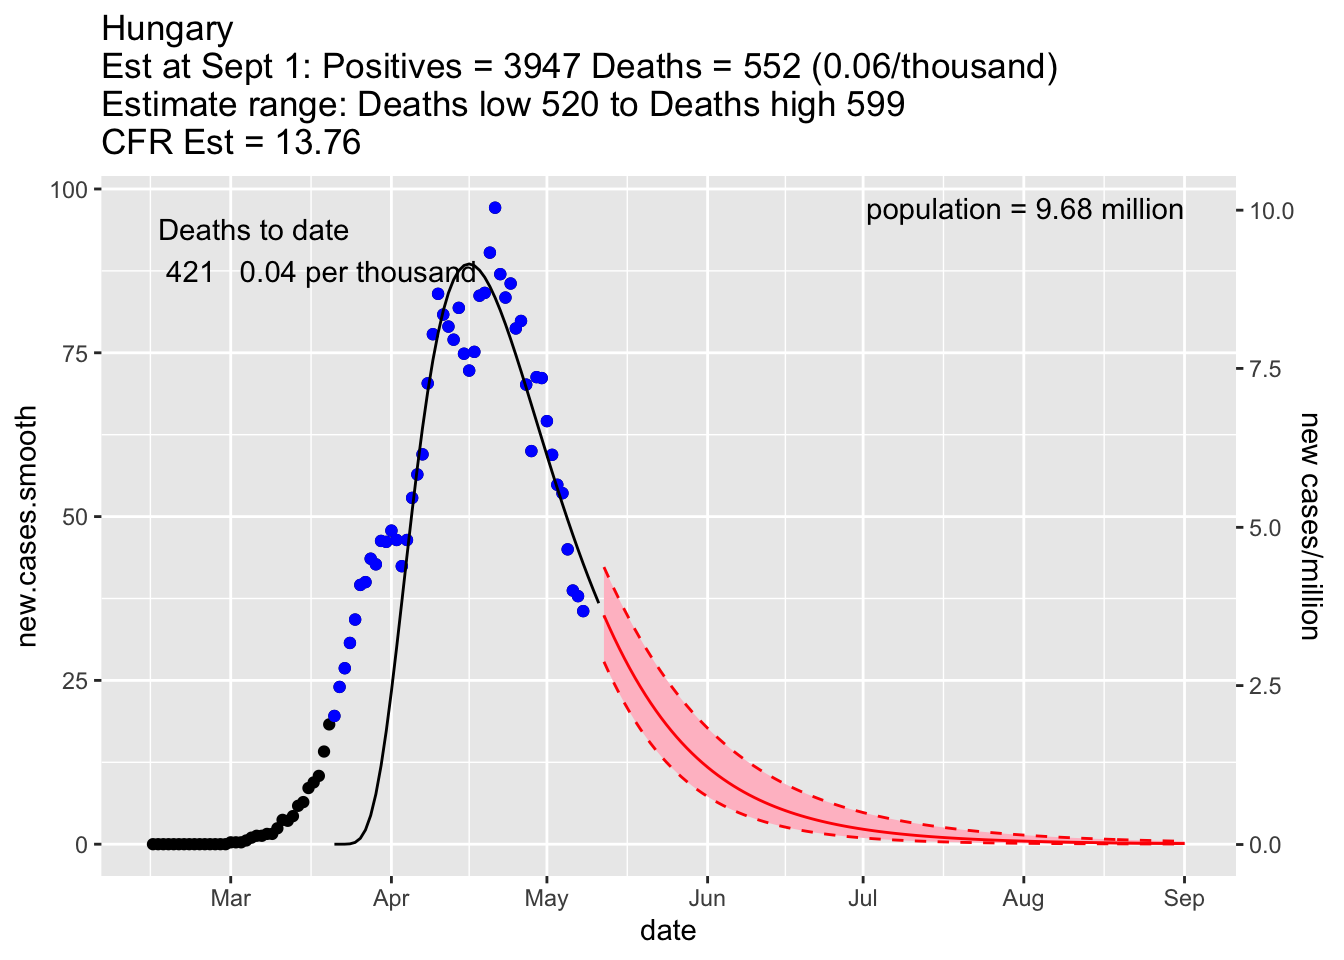 Hungary
Est at Sept 1: Positives = 3947 Deaths = 552 (0.06/thousand)
Estimate range: Deaths low 520 to Deaths high 599
CFR Est = 13.76
100
75
50
25
0
new.cases.smooth
Deaths to date
421 0.04 per thousand
population = 9.68 million
10.0
7.5
5.0
2.5
0.0
new cases/million
Mar Apr May Jun Jul Aug Sep
date